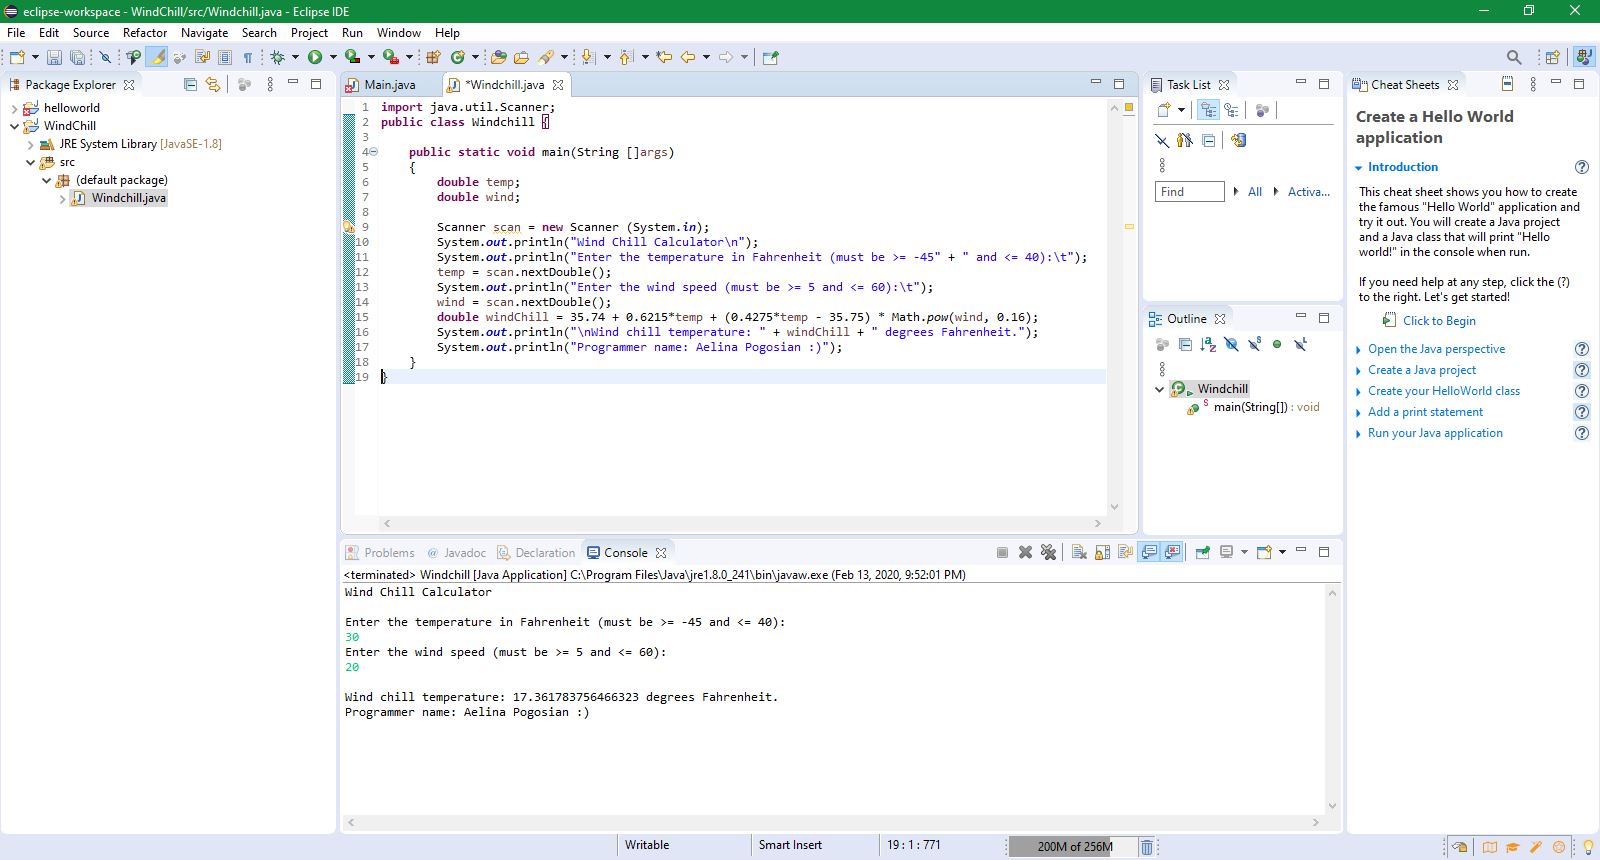 eclipse-workspace - WindChill/src/Windchill.java - Eclipse IDE
File Edit Source Refactor Navigate Search Project Run Window Help
Package Explorer
helloworld
WindChill
JRE System Library [JavaSE-1.8]
src
(default package)
Windchill.java
Main.java *Windchill.java
1 import java.util.Scanner;
2 public class Windchill {
3
4 public static void main(String []args)
5 {
6 double temp;
7 double wind;
8
9 Scanner scan = new Scanner (System.in);
10 System.out.println("Wind Chill Calculator\n");
11 System.out.println("Enter the temperature in Fahrenheit (must be >= -45" + " and <= 40):\t");
12 temp = scan.nextDouble();
13 System.out.println("Enter the wind speed (must be >= 5 and <= 60):\t");
14 wind = scan.nextDouble();
15 double windChill = 35.74 + 0.6215*temp + (0.4275*temp - 35.75) * Math.pow(wind, 0.16);
16 System.out.println("\nWind chill temperature: " + windChill + " degrees Fahrenheit.");
17 System.out.println("Programmer name: Aelina Pogosian :)");
18 }
19 }
Task List
Find All Activa...
Outline
Windchill
main(String[]) : void
Cheat Sheets
Create a Hello World
application
Introduction
This cheat sheet shows you how to create
the famous "Hello World" application and
try it out. You will create a Java project
and a Java class that will print "Hello
world!" in the console when run.
If you need help at any step, click the (?)
to the right. Let's get started!
Click to Begin
Open the Java perspective
Create a Java project
Create your HelloWorld class
Add a print statement
Run your Java application
Problems @ Javadoc Declaration Console
<terminated> Windchill [Java Application] C:\Program Files\Java\jre1.8.0_241\bin\javaw.exe (Feb 13, 2020, 9:52:01 PM)
Wind Chill Calculator
Enter the temperature in Fahrenheit (must be >= -45 and <= 40):
30
Enter the wind speed (must be >= 5 and <= 60):
20
Wind chill temperature: 17.361783756466323 degrees Fahrenheit.
Programmer name: Aelina Pogosian :)
Writable Smart Insert 19 : 1 : 771 200M of 256M